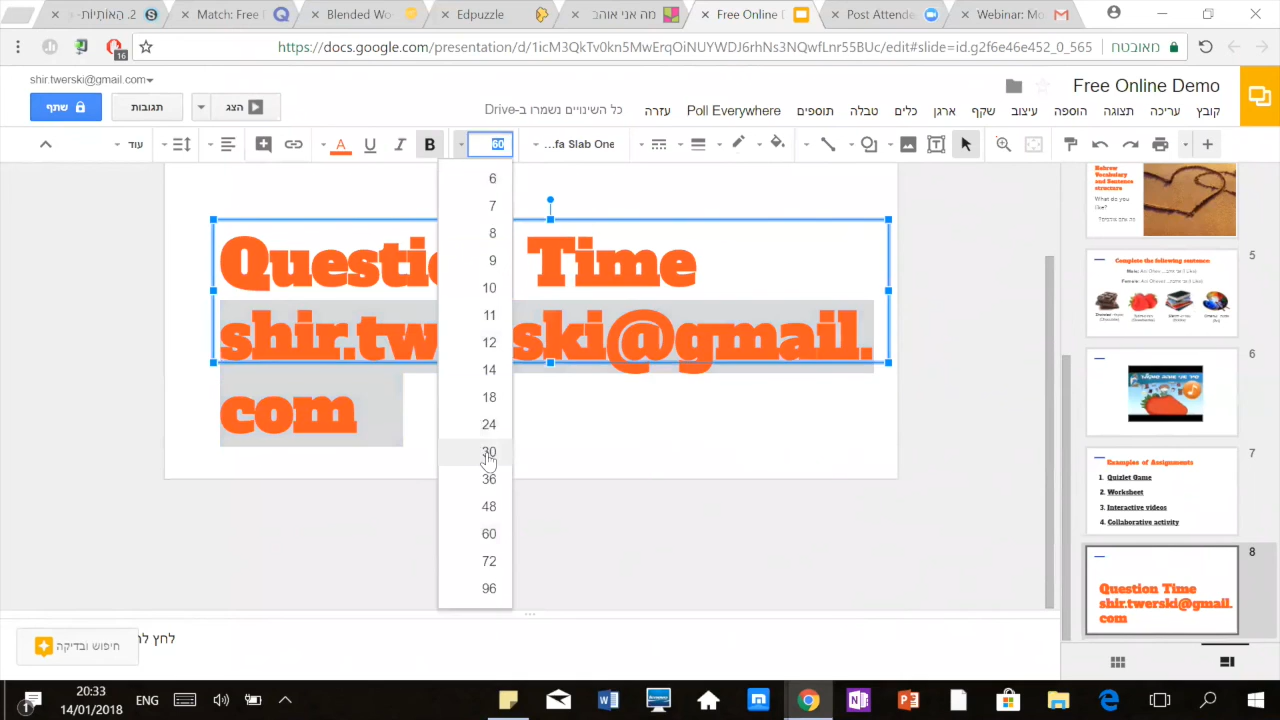 2. האותיות -
Match: Free
Blended Wo
Edpuzzle
מה אני אוהב
Free Online D
Post Attende
Webinar: Mo
16
https://docs.google.com/presentation/d/1icM3QkTv0kn5MwErqOiNUYWDJ6rhNs3NQwfLnr55BUc/edit#slide=id.g2f6e46e452_0_565
מאובטח
shir.twerski@gmail.com
Free Online Demo
שתף
תגובות
הצג
כל השינויים נשמרו ב-Drive
קובץ עריכה תצוגה הוספה עיצוב שקף ארגן כלים טבלה תוספים Poll Everywhere עזרה
עוד
A U I B
60
...fa Slab One
6
7
8
9
11
12
14
18
24
30
36
48
60
72
96
Time
shir.tw ski@gmail.
com
Hebrew
Vocabulary
and Sentence
structure
What do you
like?
5
Complete the following sentence:
6
7
Examples of Assignments
1. Quizlet Game
2. Worksheet
3. Interactive videos
4. Collaborative activity
8
Question Time
shir.twerski@gmail.
com
חיפוש ובדיקה
20:33
14/01/2018
ENG
1